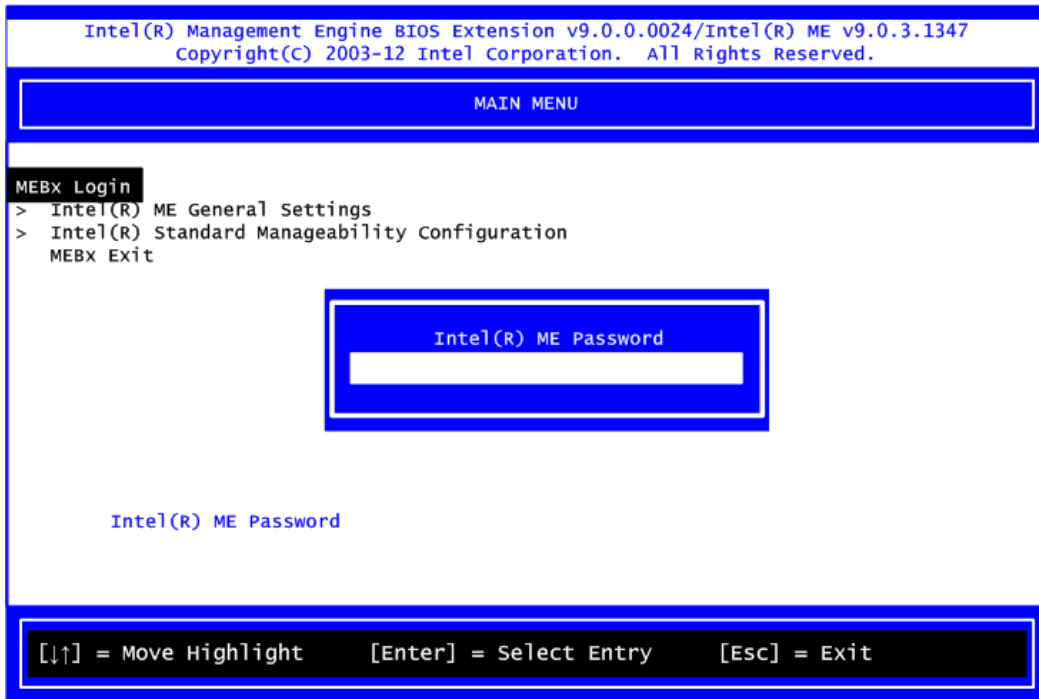 Intel(R) Management Engine BIOS Extension v9.0.0.0024/Intel(R) ME v9.0.3.1347
Copyright(C) 2003-12 Intel Corporation.  All Rights Reserved.
MAIN MENU
MEBx Login
>  Intel(R) ME General Settings
>  Intel(R) Standard Manageability Configuration
MEBx Exit
Intel(R) ME Password
Intel(R) ME Password
[↓↑] = Move Highlight     [Enter] = Select Entry     [Esc] = Exit